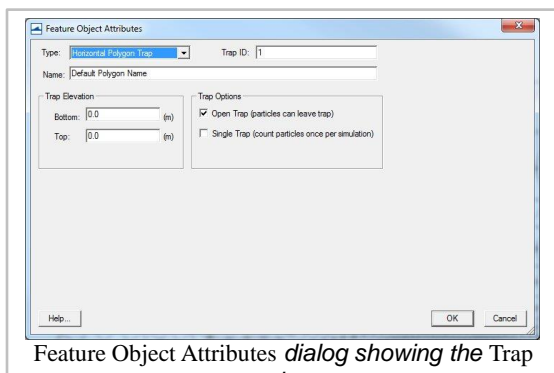 Feature Object Attributes
Type: Horizontal Polygon Trap Trap ID: 1
Name: Default Polygon Name
Trap Elevation Trap Options
Bottom: 0.0 (m) Open Trap (particles can leave trap)
Top: 0.0 (m) Single Trap (count particles once per simulation)
Help... OK Cancel
Feature Object Attributes dialog showing the Trap